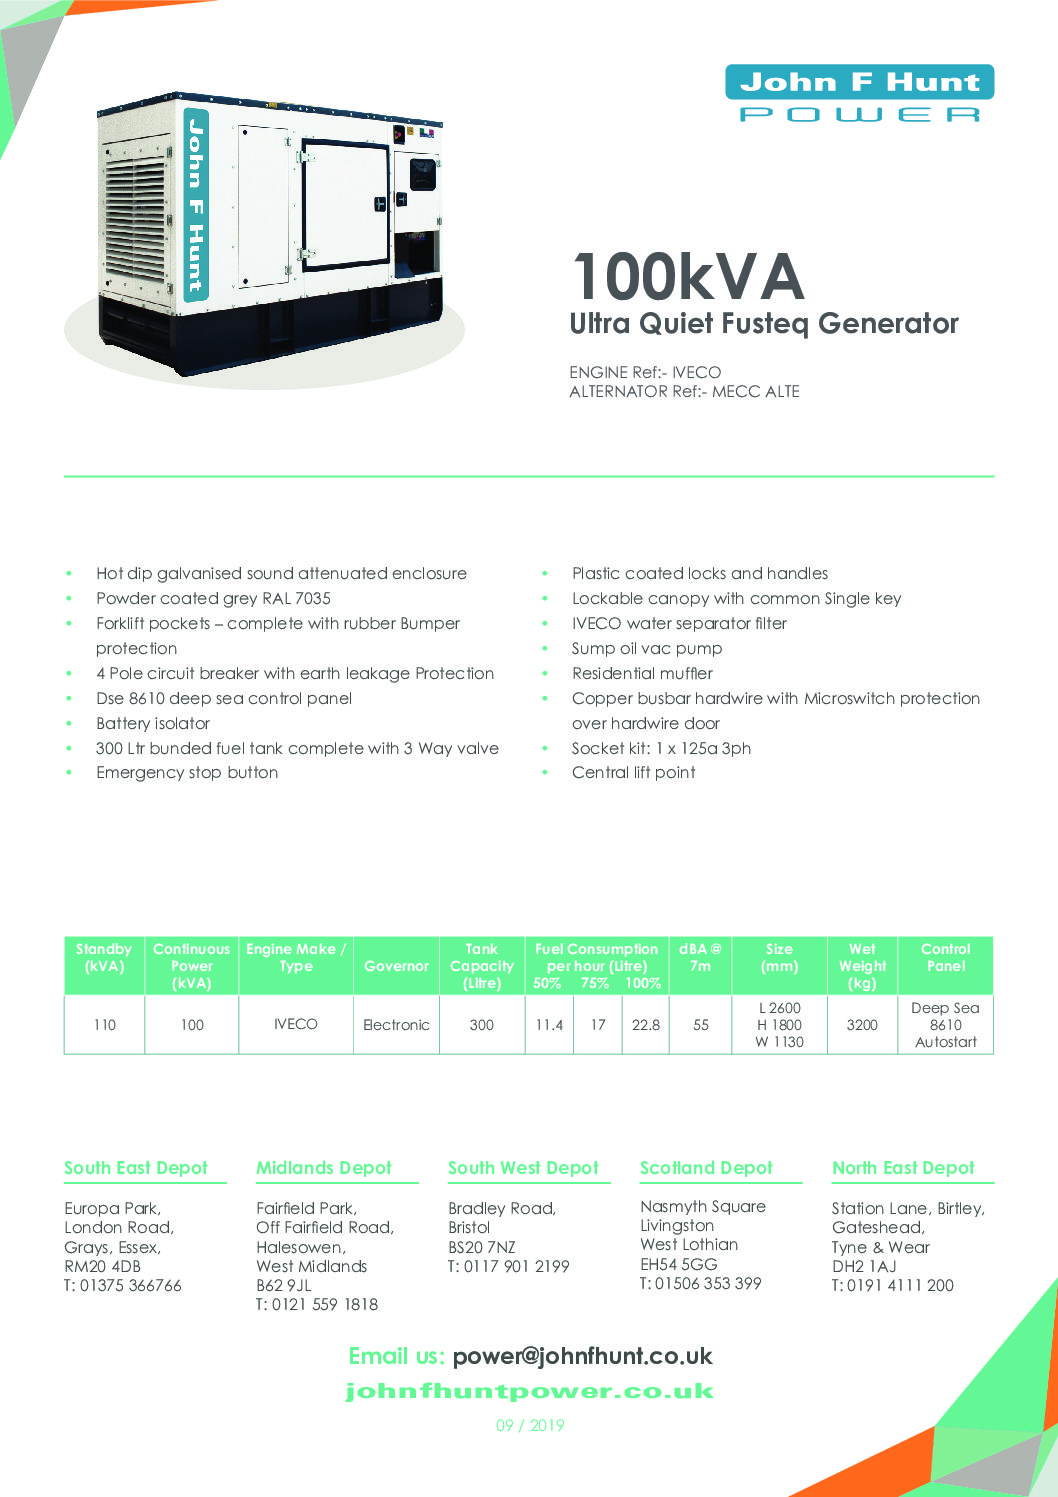 John F Hunt
POWER
John F Hunt
100kVA
Ultra Quiet Fusteq Generator
ENGINE Ref:- IVECO
ALTERNATOR Ref:- MECC ALTE
• Hot dip galvanised sound attenuated enclosure
• Powder coated grey RAL 7035
• Forklift pockets – complete with rubber Bumper
protection
• 4 Pole circuit breaker with earth leakage Protection
• Dse 8610 deep sea control panel
• Battery isolator
• 300 Ltr bunded fuel tank complete with 3 Way valve
• Emergency stop button
• Plastic coated locks and handles
• Lockable canopy with common Single key
• IVECO water separator filter
• Sump oil vac pump
• Residential muffler
• Copper busbar hardwire with Microswitch protection
over hardwire door
• Socket kit: 1 x 125a 3ph
• Central lift point
Standby (kVA) Continuous Power (kVA) Engine Make / Type Governor Tank Capacity (Litre) Fuel Consumption per hour (Litre) 50% 75% 100% dBA @ 7m Size (mm) Wet Weight (kg) Control Panel
110 100 IVECO Electronic 300 11.4 17 22.8 55 L 2600 H 1800 W 1130 3200 Deep Sea 8610 Autostart
South East Depot
Europa Park,
London Road,
Grays, Essex,
RM20 4DB
T: 01375 366766
Midlands Depot
Fairfield Park,
Off Fairfield Road,
Halesowen,
West Midlands
B62 9JL
T: 0121 559 1818
South West Depot
Bradley Road,
Bristol
BS20 7NZ
T: 0117 901 2199
Scotland Depot
Nasmyth Square
Livingston
West Lothian
EH54 5GG
T: 01506 353 399
North East Depot
Station Lane, Birtley,
Gateshead,
Tyne & Wear
DH2 1AJ
T: 0191 4111 200
Email us: power@johnfhunt.co.uk
johnfhuntpower.co.uk
09 / 2019